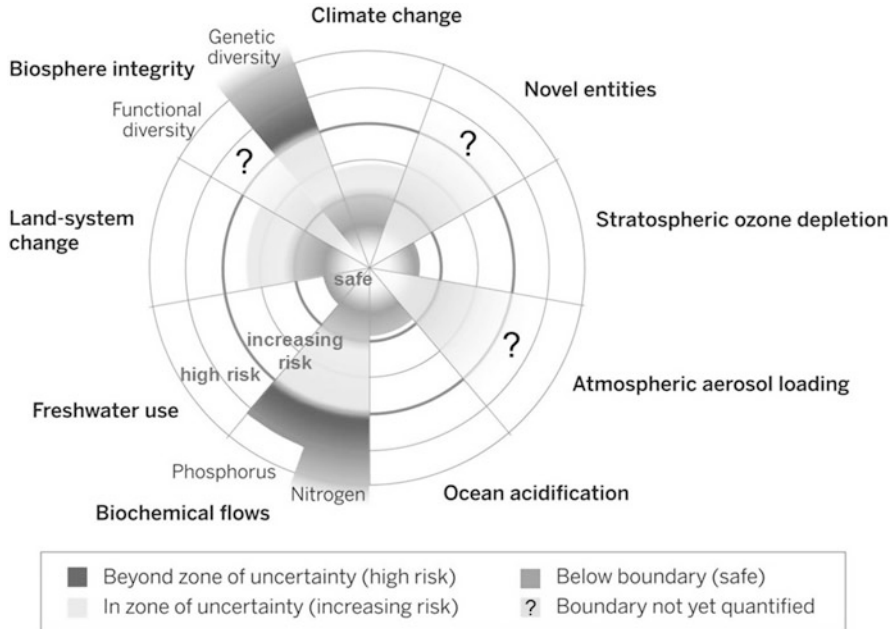 Climate change
Genetic
diversity
Biosphere integrity
Novel entities
Functional
diversity
?
?
Land-system
change
Stratospheric ozone depletion
safe
increasing
risk
?
high risk
Atmospheric aerosol loading
Freshwater use
Phosphorus
Nitrogen
Ocean acidification
Biochemical flows
Beyond zone of uncertainty (high risk)
Below boundary (safe)
In zone of uncertainty (increasing risk)
? Boundary not yet quantified